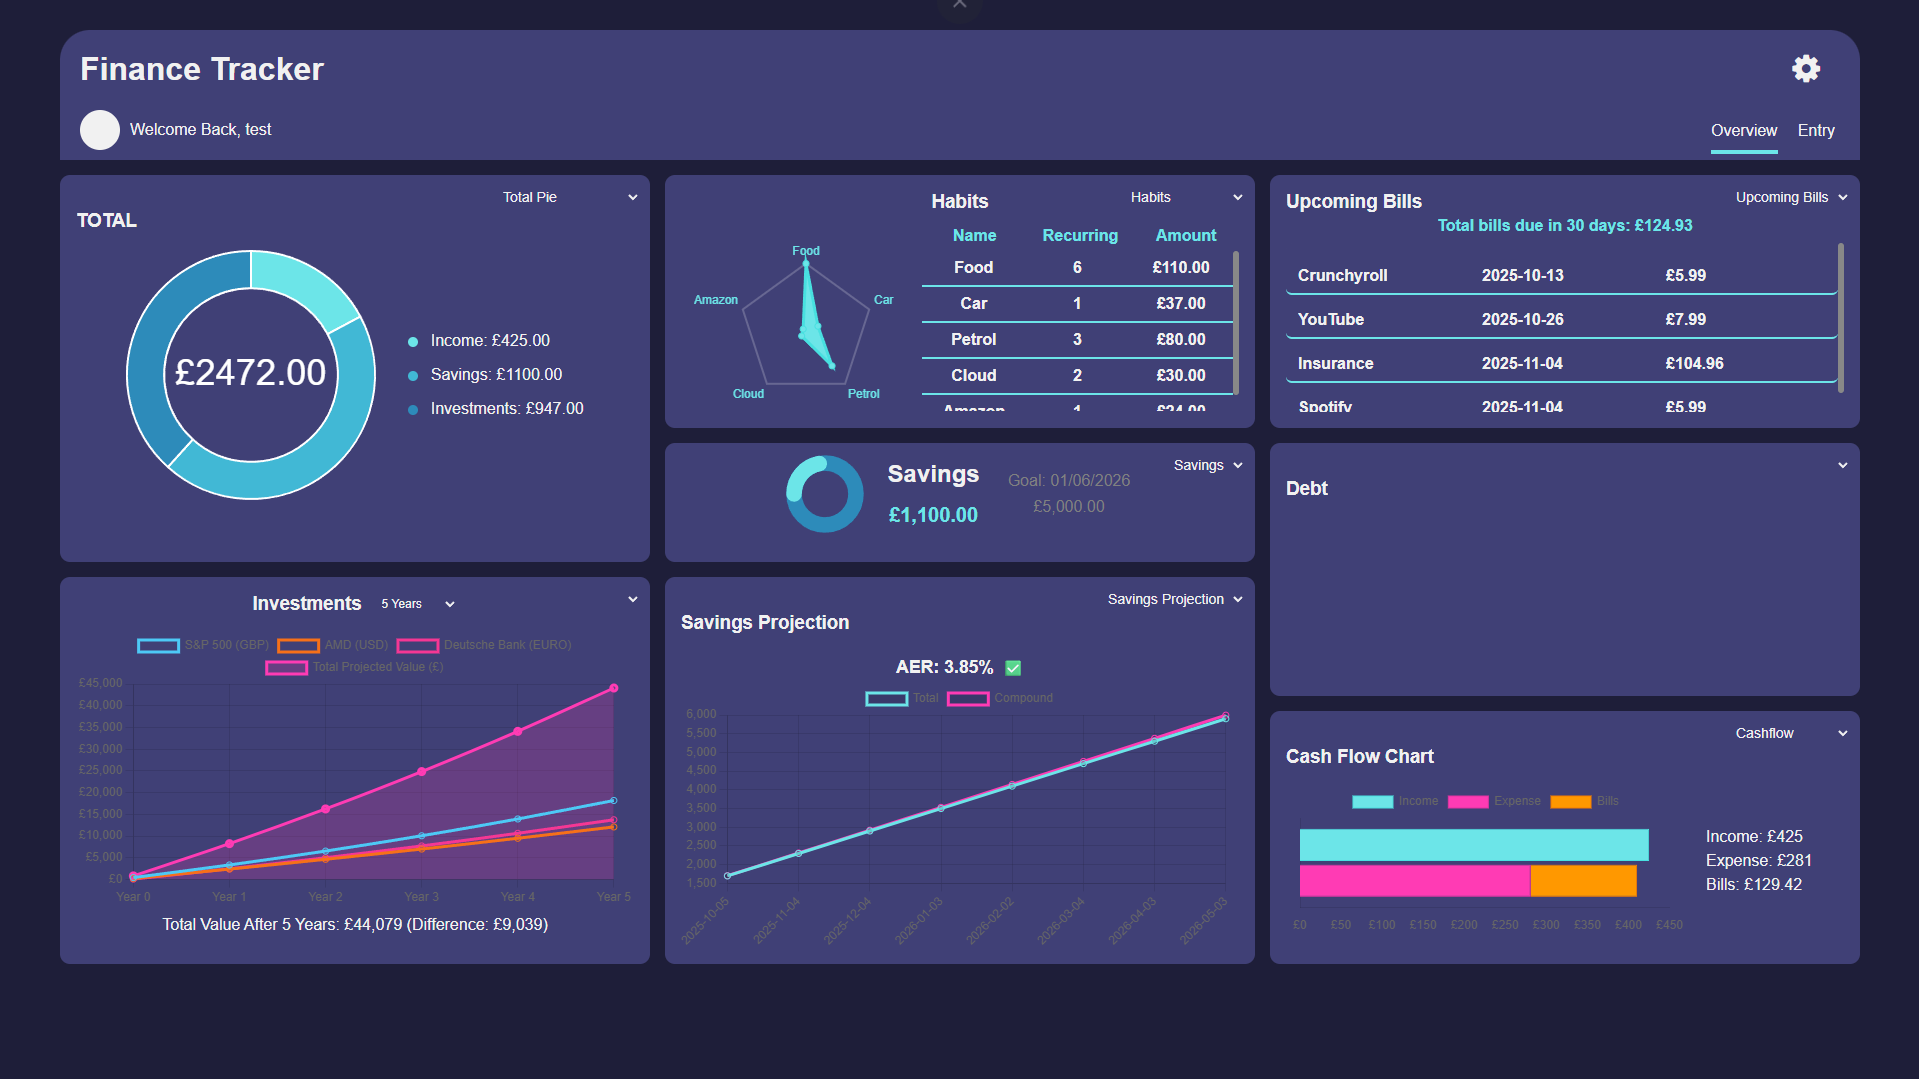 Finance Tracker
Welcome Back, test
Overview Entry
Total Pie
TOTAL
£2472.00
Income: £425.00
Savings: £1100.00
Investments: £947.00
Habits
Habits
Name Recurring Amount
Food 6 £110.00
Car 1 £37.00
Petrol 3 £80.00
Cloud 2 £30.00
Amazon 1 £24.00
Food
Car
Petrol
Cloud
Amazon
Upcoming Bills
Upcoming Bills
Total bills due in 30 days: £124.93
Crunchyroll 2025-10-13 £5.99
YouTube 2025-10-26 £7.99
Insurance 2025-11-04 £104.96
Spotify 2025-11-04 £5.99
Savings
Savings
£1,100.00
Goal: 01/06/2026
£5,000.00
Debt
Investments 5 Years
S&P 500 (GBP) AMD (USD) Deutsche Bank (EURO)
Total Projected Value (£)
£45,000
£40,000
£35,000
£30,000
£25,000
£20,000
£15,000
£10,000
£5,000
£0
Year 0 Year 1 Year 2 Year 3 Year 4 Year 5
Total Value After 5 Years: £44,079 (Difference: £9,039)
Savings Projection
Savings Projection
AER: 3.85%
Total Compound
6,000
5,500
5,000
4,500
4,000
3,500
3,000
2,500
2,000
1,500
2025-10-05 2025-11-04 2025-12-04 2026-01-03 2026-02-02 2026-03-04 2026-04-03 2026-05-03
Cashflow
Cash Flow Chart
Income Expense Bills
Income: £425
Expense: £281
Bills: £129.42
£0 £50 £100 £150 £200 £250 £300 £350 £400 £450